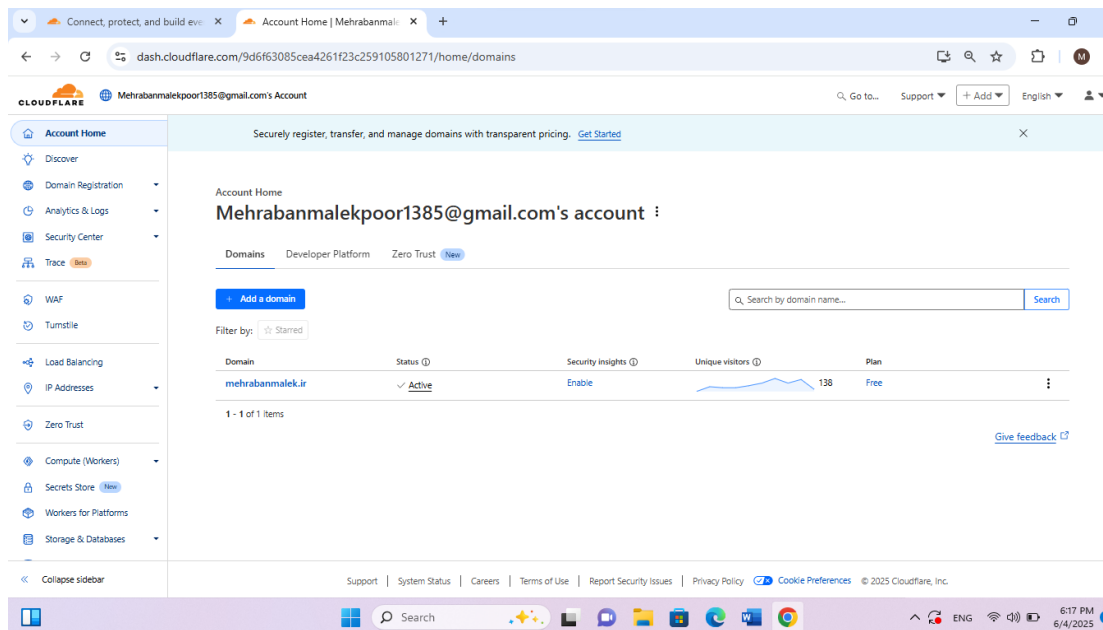 Connect, protect, and build eve
Account Home | Mehrabanmale
dash.cloudflare.com/9d6f63085cea4261f23c259105801271/home/domains
M
CLOUDFLARE
Mehrabanmalekpoor1385@gmail.com's Account
Go to...
Support
+ Add
English
Account Home
Discover
Domain Registration
Analytics & Logs
Security Center
Trace Beta
WAF
Turnstile
Load Balancing
IP Addresses
Zero Trust
Compute (Workers)
Secrets Store New
Workers for Platforms
Storage & Databases
Collapse sidebar
Securely register, transfer, and manage domains with transparent pricing. Get Started
Account Home
Mehrabanmalekpoor1385@gmail.com's account
Domains Developer Platform Zero Trust New
+ Add a domain
Search by domain name... Search
Filter by: Starred
Domain Status Security insights Unique visitors Plan
mehrabanmalek.ir Active Enable 138 Free
1 - 1 of 1 items
Give feedback
Support | System Status | Careers | Terms of Use | Report Security Issues | Privacy Policy Cookie Preferences © 2025 Cloudflare, Inc.
Search
ENG
6:17 PM
6/4/2025